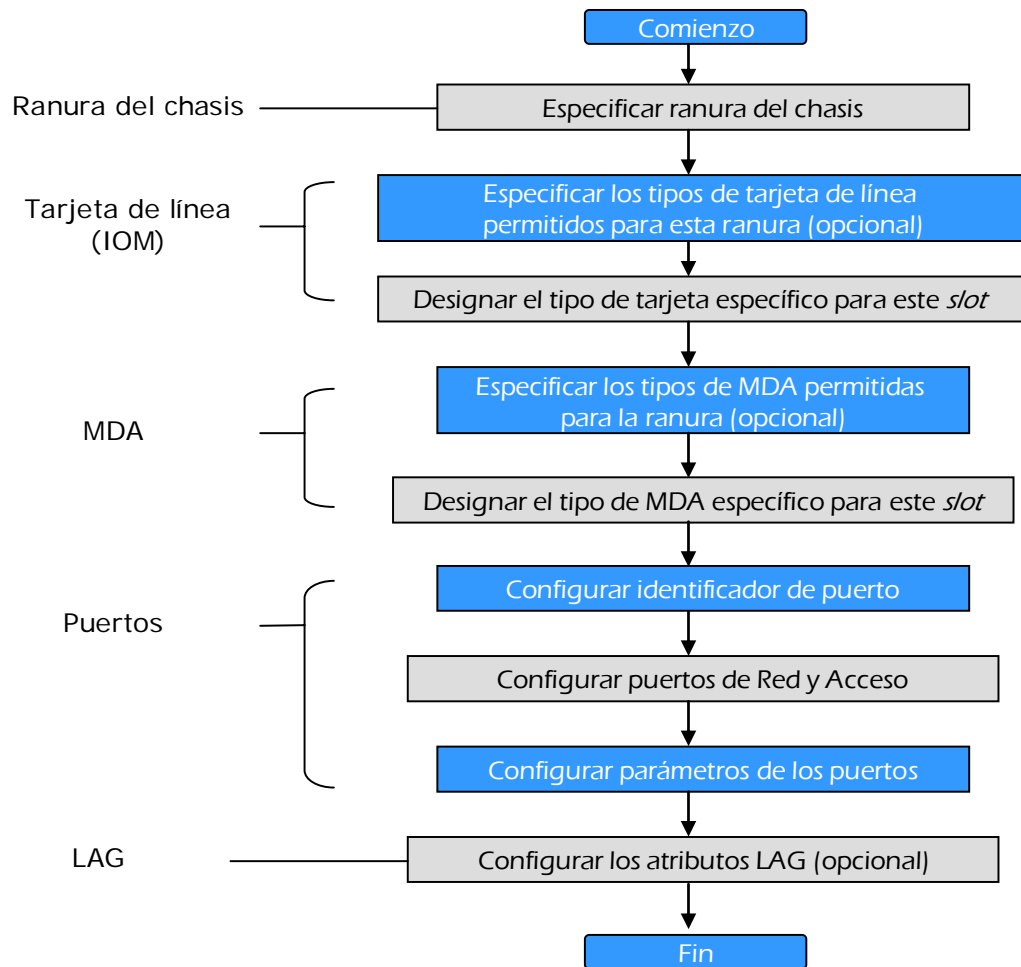 Comienzo
Ranura del chasis
Especificar ranura del chasis
Tarjeta de línea
(IOM)
Especificar los tipos de tarjeta de línea
permitidos para esta ranura (opcional)
Designar el tipo de tarjeta específico para este slot
MDA
Especificar los tipos de MDA permitidas
para la ranura (opcional)
Designar el tipo de MDA específico para este slot
Puertos
Configurar identificador de puerto
Configurar puertos de Red y Acceso
Configurar parámetros de los puertos
LAG
Configurar los atributos LAG (opcional)
Fin